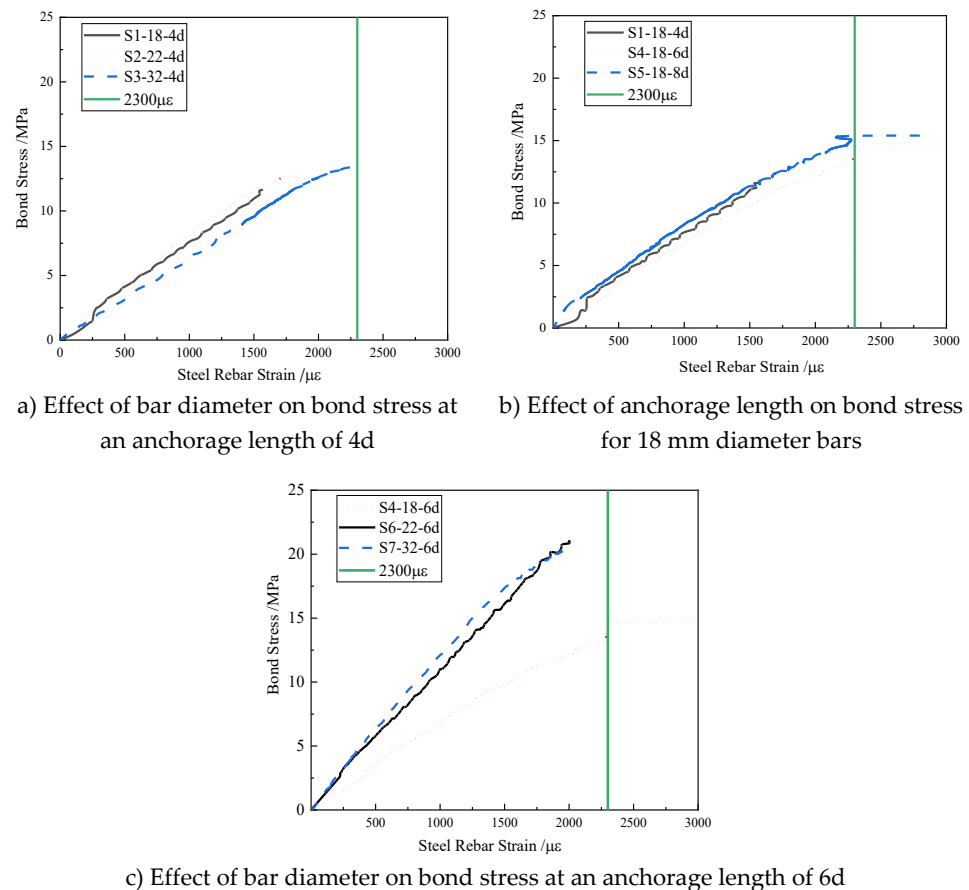 25
20
15
10
5
0
Bond Stress /MPa
S1-18-4d
S2-22-4d
S3-32-4d
2300με
0 500 1000 1500 2000 2500 3000
Steel Rebar Strain /με
a) Effect of bar diameter on bond stress at
an anchorage length of 4d
25
20
15
10
5
0
Bond Stress /MPa
S1-18-4d
S4-18-6d
S5-18-8d
2300με
500 1000 1500 2000 2500 3000
Steel Rebar Strain /με
b) Effect of anchorage length on bond stress
for 18 mm diameter bars
25
20
15
10
5
0
Bond Stress /MPa
S4-18-6d
S6-22-6d
S7-32-6d
2300με
500 1000 1500 2000 2500 3000
Steel Rebar Strain /με
c) Effect of bar diameter on bond stress at an anchorage length of 6d